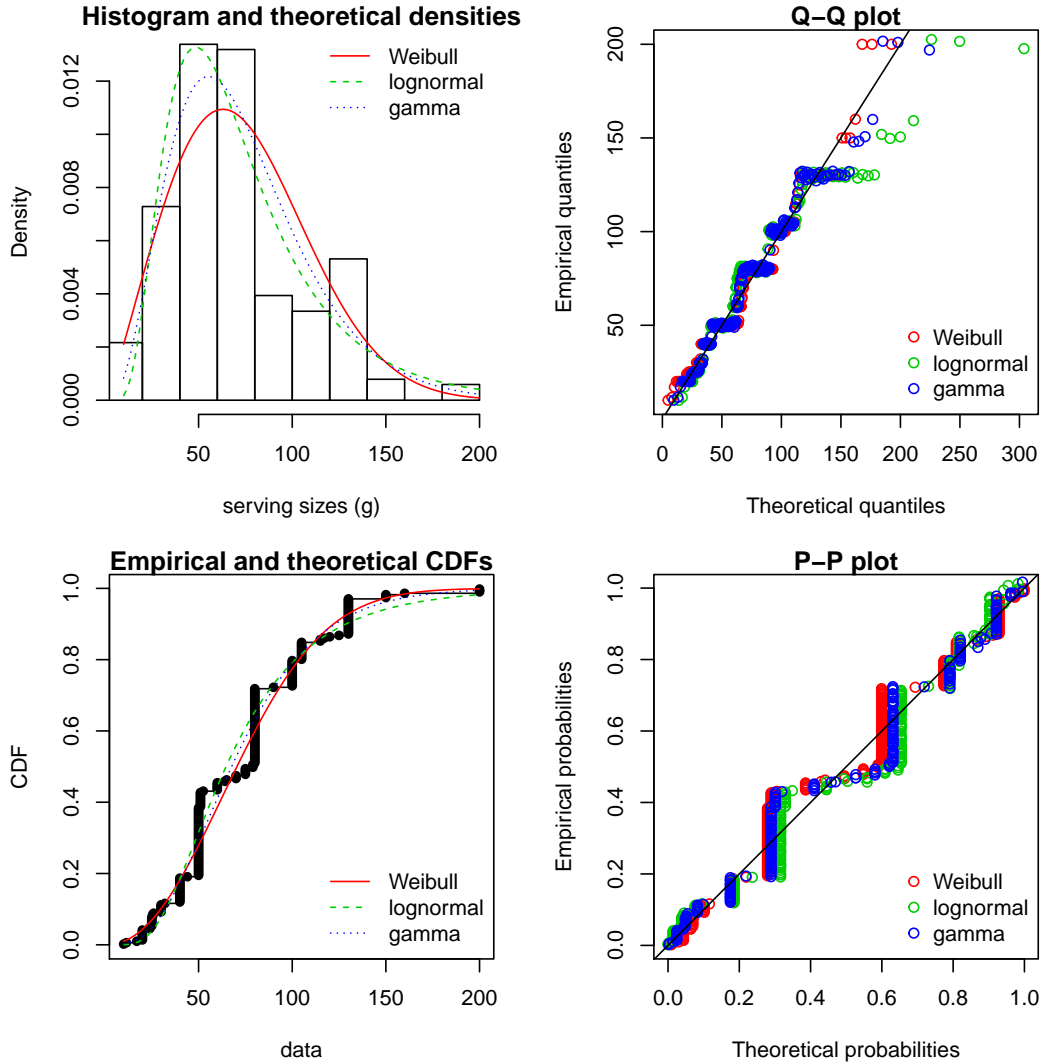 Histogram and theoretical densities
Density
0.000
0.004
0.008
0.012
Weibull
lognormal
gamma
50
100
150
200
serving sizes (g)
Q−Q plot
Empirical quantiles
50
100
150
200
Weibull
lognormal
gamma
0
50
100
150
200
250
300
Theoretical quantiles
Empirical and theoretical CDFs
CDF
0.0
0.2
0.4
0.6
0.8
1.0
Weibull
lognormal
gamma
50
100
150
200
data
P−P plot
Empirical probabilities
0.0
0.2
0.4
0.6
0.8
1.0
Weibull
lognormal
gamma
0.0
0.2
0.4
0.6
0.8
1.0
Theoretical probabilities